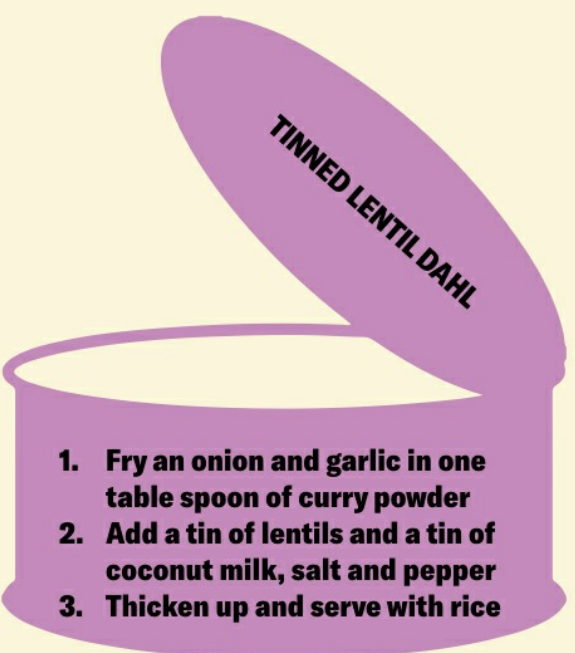 TINNED LENTIL DAHL
1. Fry an onion and garlic in one
table spoon of curry powder
2. Add a tin of lentils and a tin of
coconut milk, salt and pepper
3. Thicken up and serve with rice